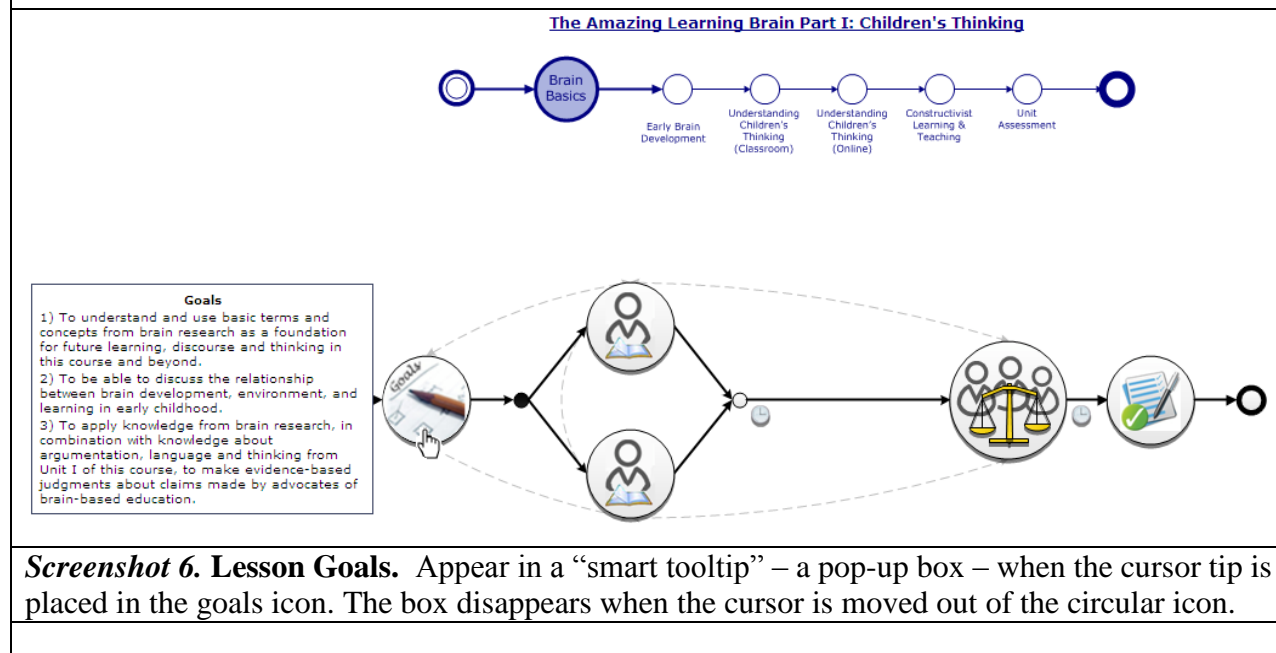 The Amazing Learning Brain Part I: Children's Thinking
Brain
Basics
Early Brain
Development
Understanding
Children's
Thinking
(Classroom)
Understanding
Children's
Thinking
(Online)
Constructivist
Learning &
Teaching
Unit
Assessment
Goals
1) To understand and use basic terms and
concepts from brain research as a foundation
for future learning, discourse and thinking in
this course and beyond.
2) To be able to discuss the relationship
between brain development, environment, and
learning in early childhood.
3) To apply knowledge from brain research, in
combination with knowledge about
argumentation, language and thinking from
Unit I of this course, to make evidence-based
judgments about claims made by advocates of
brain-based education.
Goals
Screenshot 6. Lesson Goals. Appear in a “smart tooltip” – a pop-up box – when the cursor tip is
placed in the goals icon. The box disappears when the cursor is moved out of the circular icon.